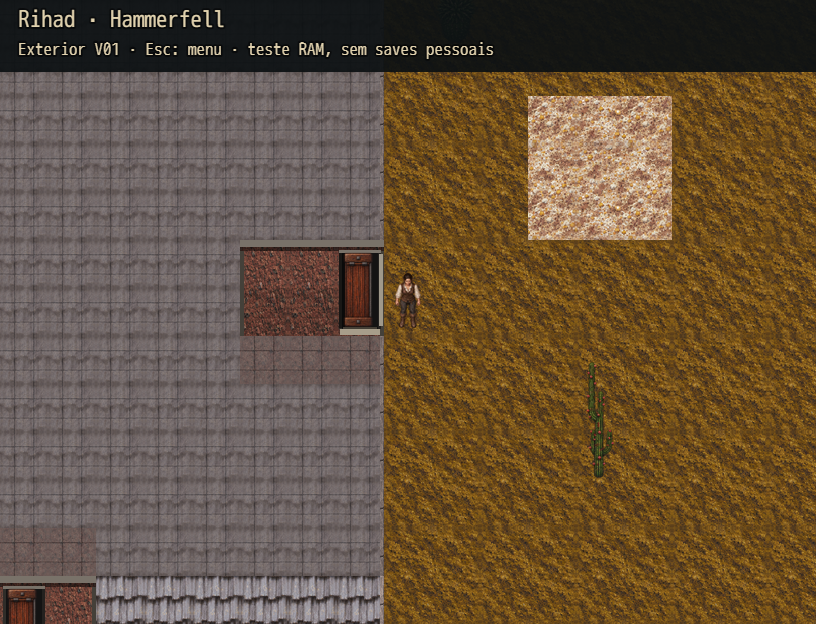 Rihad · Hammerfell
Exterior V01 · Esc: menu · teste RAM, sem saves pessoais